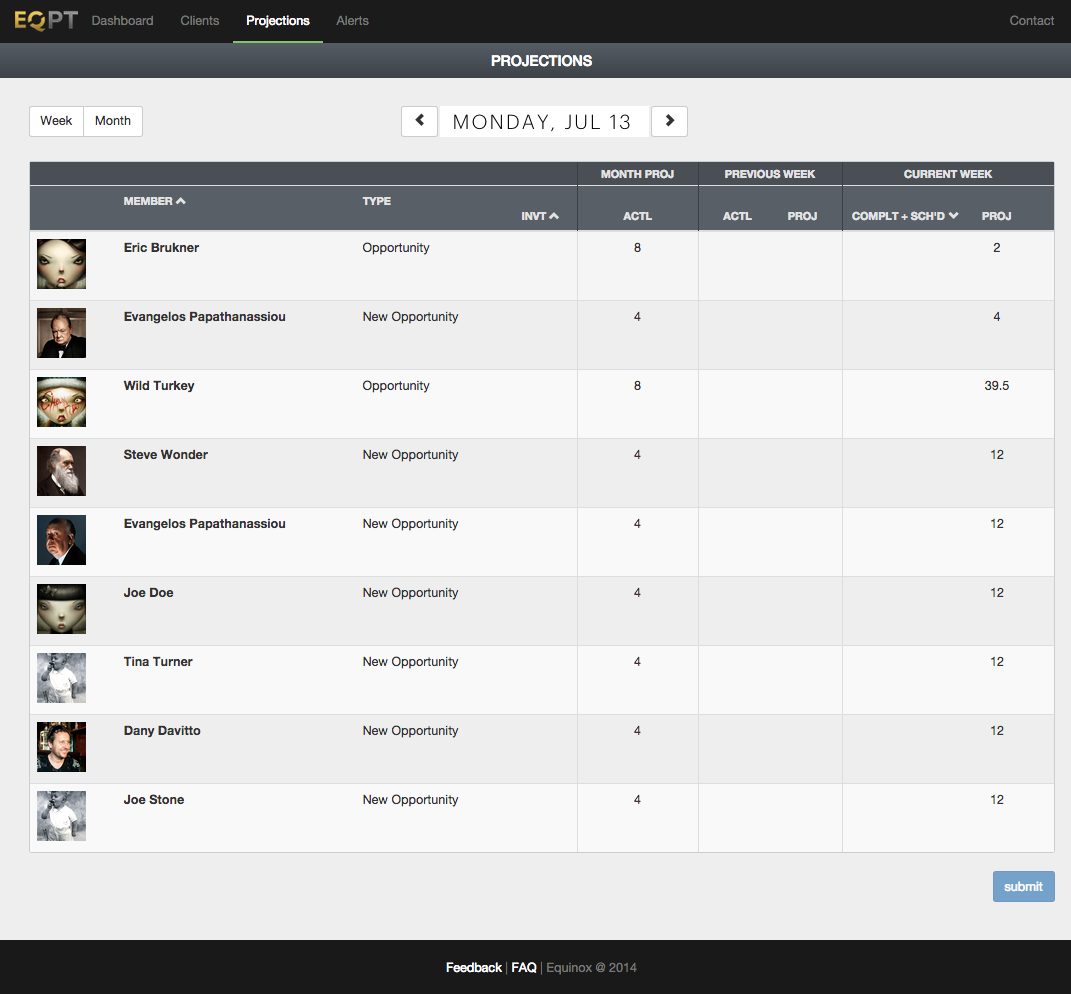 EQPT Dashboard Clients Projections Alerts Contact
PROJECTIONS
Week Month MONDAY, JUL 13
MONTH PROJ PREVIOUS WEEK CURRENT WEEK
MEMBER TYPE
INVT ACTL ACTL PROJ COMPLT + SCH'D PROJ
Eric Brukner Opportunity 8 2
Evangelos Papathanassiou New Opportunity 4 4
Wild Turkey Opportunity 8 39.5
Steve Wonder New Opportunity 4 12
Evangelos Papathanassiou New Opportunity 4 12
Joe Doe New Opportunity 4 12
Tina Turner New Opportunity 4 12
Dany Davitto New Opportunity 4 12
Joe Stone New Opportunity 4 12
submit
Feedback | FAQ | Equinox @ 2014